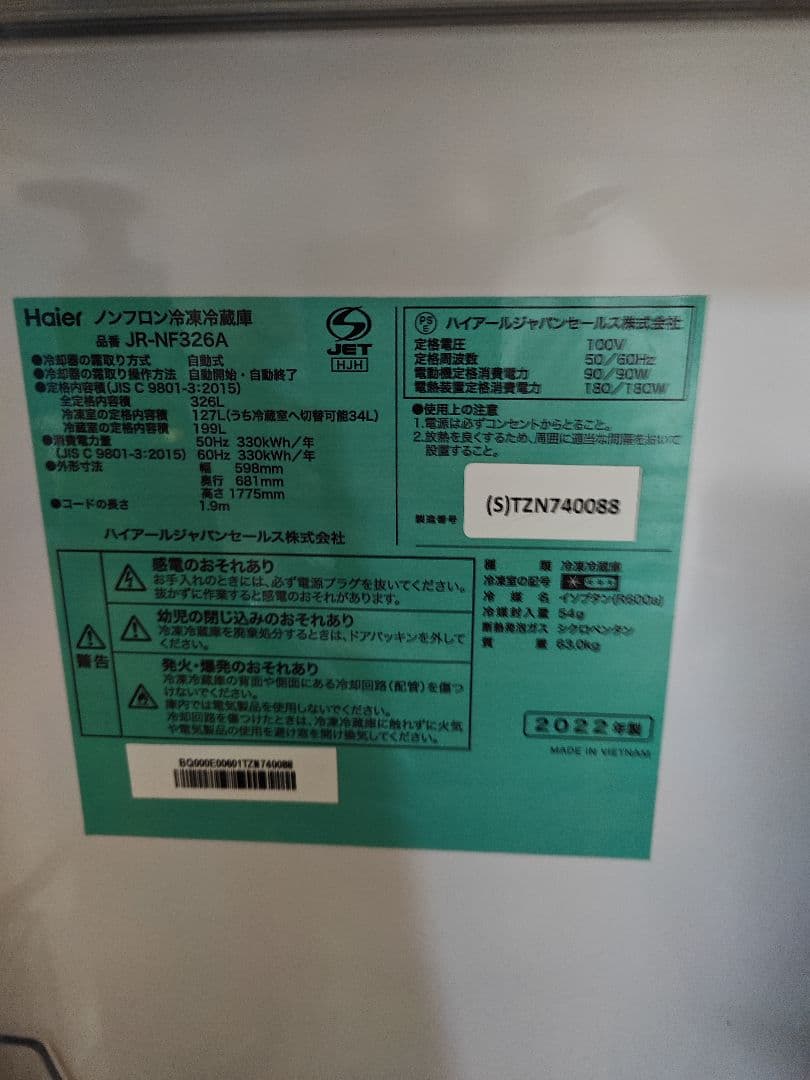 Haier ノンフロン冷凍冷蔵庫
品番 JR-NF326A
●冷却器の霜取り方式 自動式
●冷却器の霜取り操作方法 自動開始・自動終了
●定格内容積(JIS C 9801-3:2015)
全定格内容積 326L
冷凍室の定格内容積 127L(うち冷蔵室へ切替可能34L)
冷蔵室の定格内容積 199L
●消費電力量 50Hz 330kWh/年
(JIS C 9801-3:2015) 60Hz 330kWh/年
●外形寸法 幅 598mm
奥行 681mm
高さ 1775mm
●コードの長さ 1.9m
ハイアールジャパンセールス株式会社
S
JET
HJH
PS
E
ハイアールジャパンセールス株式会社
定格電圧 100V
定格周波数 50/60Hz
電動機定格消費電力 90/90W
電熱装置定格消費電力 180/180W
●使用上の注意
1.電源は必ずコンセントからとること。
2.放熱を良くするため、周囲に適当な間隔をおいて
設置すること。
製造番号 (S)TZN740088
警告
感電のおそれあり
お手入れのときには、必ず電源プラグを抜いてください。
抜かずに作業すると感電のおそれがあります。
幼児の閉じ込みのおそれあり
冷凍冷蔵庫を廃棄処分するときは、ドアパッキンを外して
ください。
発火・爆発のおそれあり
冷凍冷蔵庫の背面や側面にある冷却回路(配管)を傷つ
けないでください。
庫内では電気製品を使用しないでください。
冷却回路を傷つけたときは、冷凍冷蔵庫に触れずに火気
や電気製品の使用を避け窓を開け換気してください。
種類 冷凍冷蔵庫
冷凍室の記号
冷媒名 イソブタン(R600a)
冷媒封入量 54g
断熱発泡ガス シクロペンタン
質量 63.0kg
2022年製
MADE IN VIETNAM
BQ000E00601TZN740088